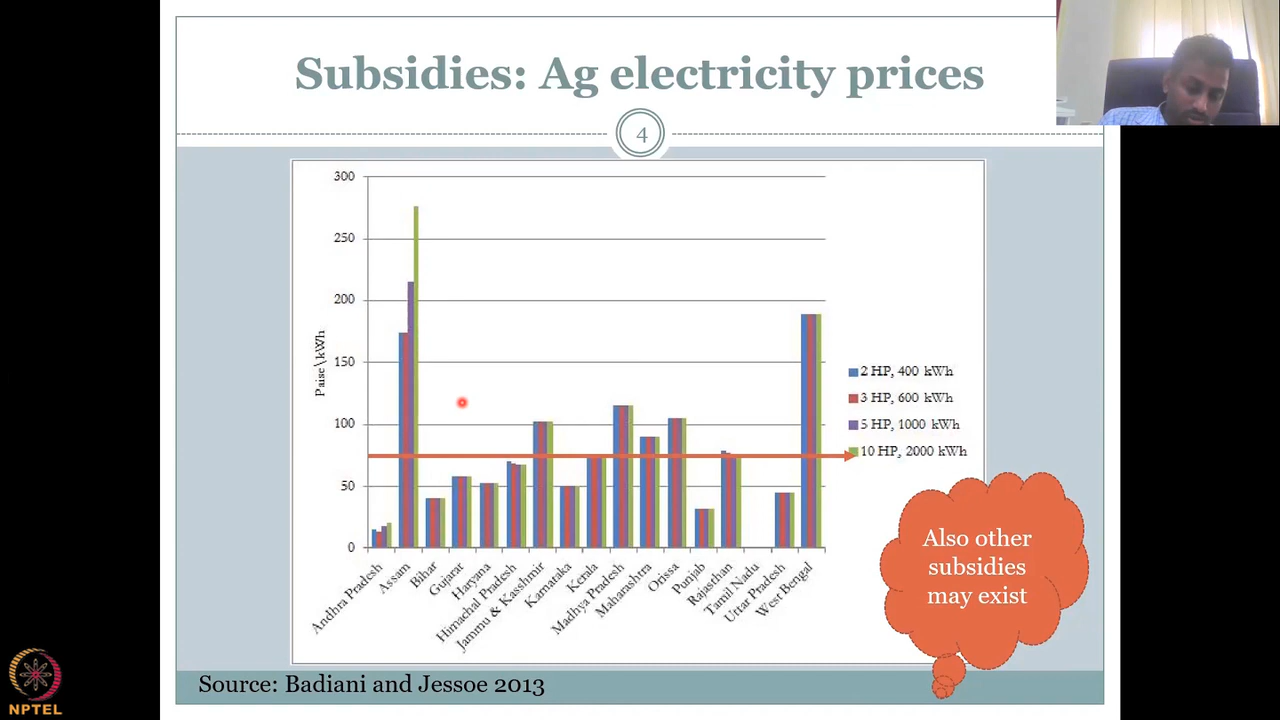 Subsidies: Ag electricity prices
4
300
250
200
150
100
50
0
Paise\kWh
Andhra Pradesh
Assam
Bihar
Gujarat
Haryana
Himachal Pradesh
Jammu & Kasshmir
Karnataka
Kerala
Madhya Pradesh
Maharashtra
Orissa
Punjab
Rajasthan
Tamil Nadu
Uttar Pradesh
West Bengal
2 HP, 400 kWh
3 HP, 600 kWh
5 HP, 1000 kWh
10 HP, 2000 kWh
Also other
subsidies
may exist
Source: Badiani and Jessoe 2013
NPTEL